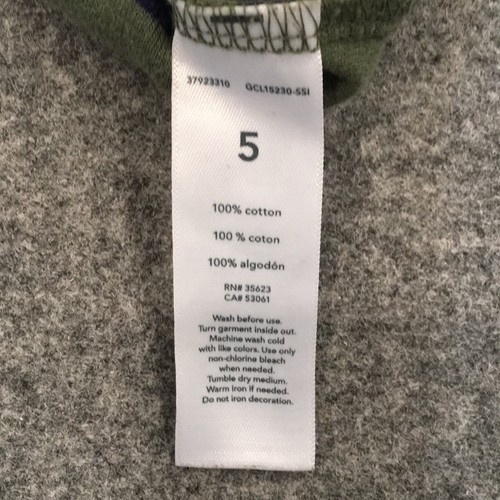 37923310 GCL15230-SSI
5
100% cotton
100 % coton
100% algodón
RN# 35623
CA# 53061
Wash before use.
Turn garment inside out.
Machine wash cold
with like colors. Use only
non-chlorine bleach
when needed.
Tumble dry medium.
Warm iron if needed.
Do not iron decoration.